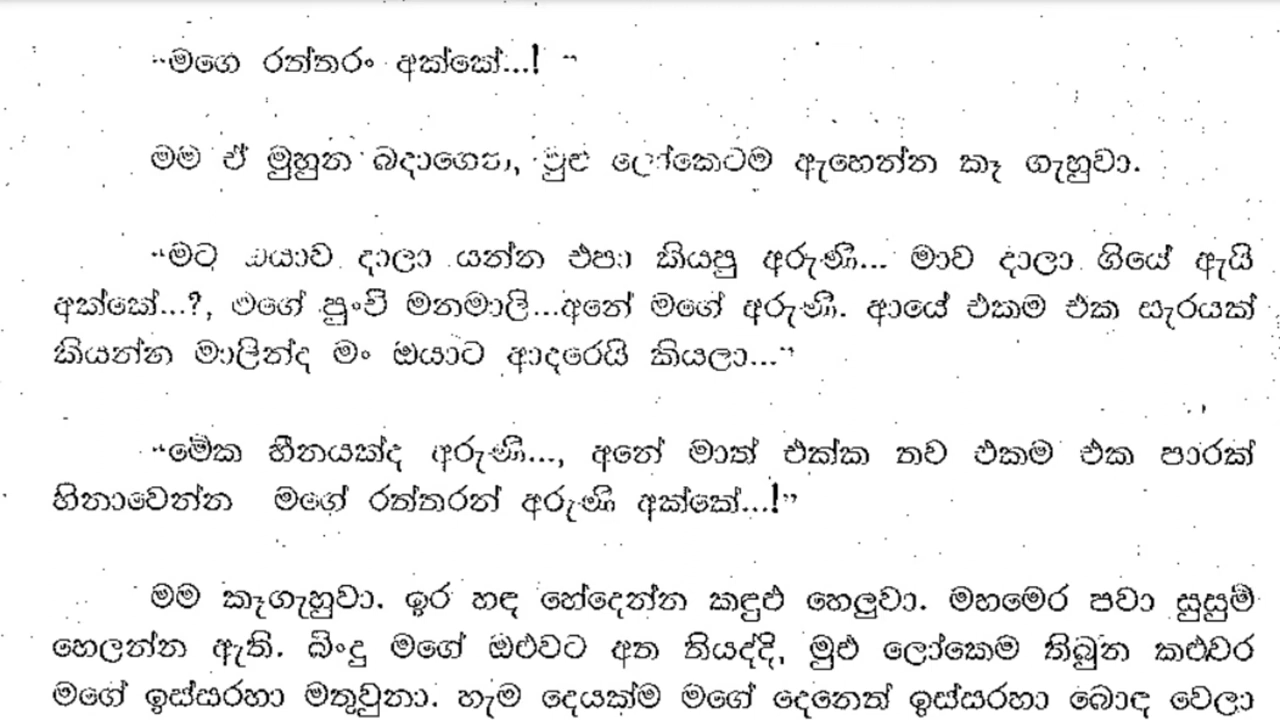 “මගෙ රත්තරං අක්කේ...! ”
මම ඒ මුහුන බදාගෙන, මුළු ලෝකෙටම ඇහෙන්න කෑ ගැහුවා.
“මට ඔයාව දාලා යන්න එපා කියපු අරුණි... මාව දාලා ගියේ ඇයි
අක්කේ...?, මගේ පුංචි මනමාලි...අනේ මගේ අරුණි. ආයේ එකම එක සැරයක්
කියන්න මාලින්ද මං ඔයාට ආදරෙයි කියලා...”
“මේක හීනයක්ද අරුණි..., අනේ මාත් එක්ක තව එකම එක පාරක්
හිනාවෙන්න මගේ රත්තරන් අරුණි අක්කේ...!”
මම කෑගැහුවා. ඉර හඳ හේදෙන්න කඳුළු හෙලුවා. මහමෙර පවා සුසුම්
හෙලන්න ඇති. බිංදු මගේ ඔළුවට අත තියද්දි, මුළු ලෝකෙම තිබුන කළුවර
මගේ ඉස්සරහා මතුවුනා. හැම දෙයක්ම මගේ දෙනෙත් ඉස්සරහා බොඳ වෙලා